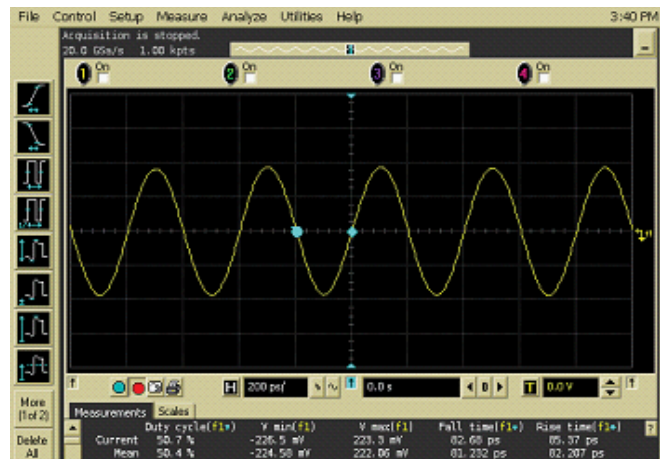 File Control Setup Measure Analyze Utilities Help 3:40 PM
Acquisition is stopped.
20.0 GSa/s 1.00 kpts
1 On 2 On 3 On 4 On
More
(1of 2)
Delete
All
H 200 ps/ 0.0 s 0 T 0.0 V
Measurements Scales
Duty cycle(f1) V min(f1) V max(f1) Fall time(f1) Rise time(f1) ?
Current 50.7 % -226.5 mV 223.3 mV 82.68 ps 85.37 ps
Mean 50.4 % -224.58 mV 222.06 mV 81.232 ps 82.207 ps